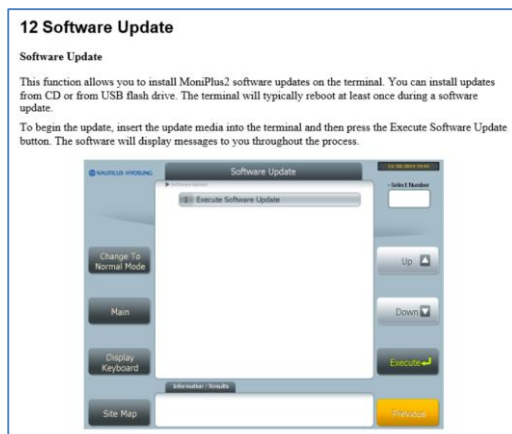 12 Software Update
Software Update
This function allows you to install MoniPlus2 software updates on the terminal. You can install updates
from CD or from USB flash drive. The terminal will typically reboot at least once during a software
update.
To begin the update, insert the update media into the terminal and then press the Execute Software Update
button. The software will display messages to you throughout the process.
NAUTILUS HYOSUNG
Software Update
Select Number
1 Execute Software Update
Change To
Normal Mode
Up
Main
Down
Display
Keyboard
Execute
Information / Results
Site Map
Previous